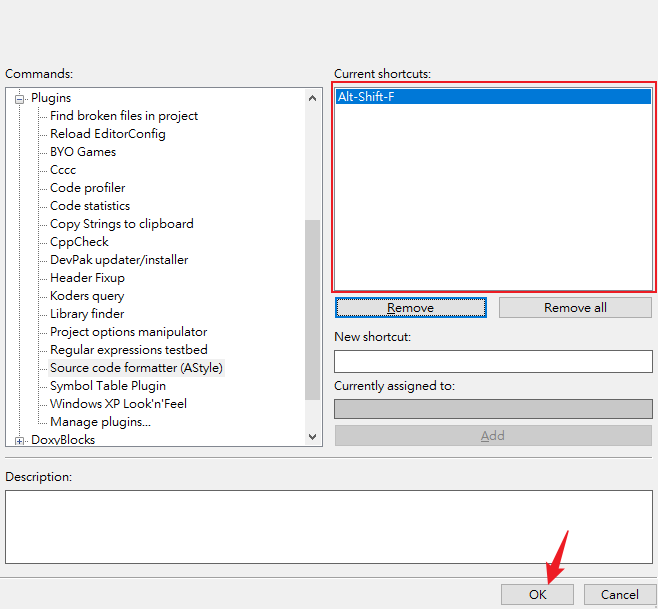 Commands:
Plugins
Find broken files in project
Reload EditorConfig
BYO Games
Cccc
Code profiler
Code statistics
Copy Strings to clipboard
CppCheck
DevPak updater/installer
Header Fixup
Koders query
Library finder
Project options manipulator
Regular expressions testbed
Source code formatter (AStyle)
Symbol Table Plugin
Windows XP Look'n'Feel
Manage plugins...
DoxyBlocks
Current shortcuts:
Alt-Shift-F
Remove
Remove all
New shortcut:
Currently assigned to:
Add
Description:
OK
Cancel